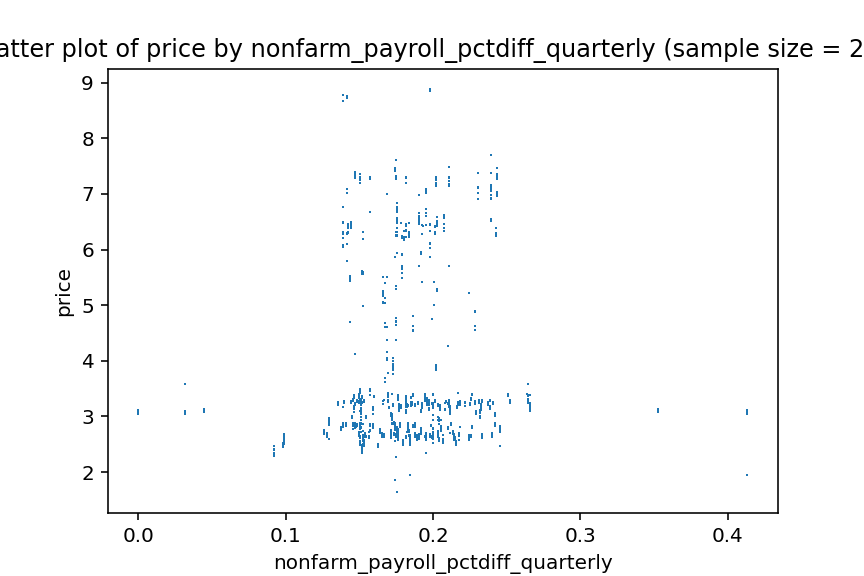 atter plot of price by nonfarm_payroll_pctdiff_quarterly (sample size = 2
9
8
7
6
5
4
3
2
price
0.0 0.1 0.2 0.3 0.4
nonfarm_payroll_pctdiff_quarterly